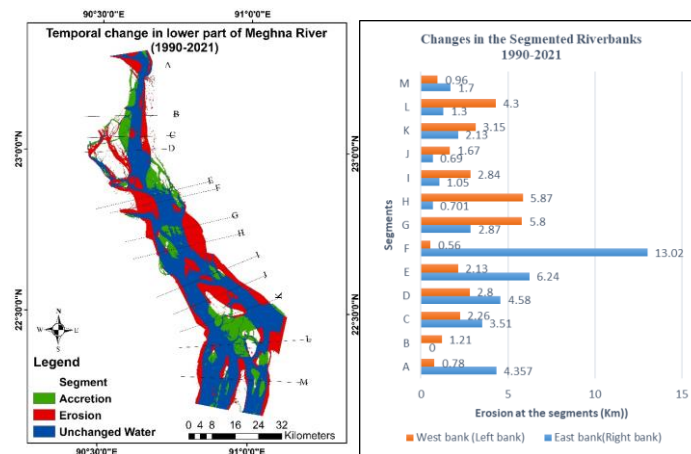 90°30'0"E
91°0'0"E
Temporal change in lower part of Meghna River
(1990-2021)
A
B
C
D
E
F
G
H
I
J
K
L
M
23°0'0"N
22°30'0"N
23°0'0"N
22°30'0"N
N
W
E
S
Legend
Segment
Accretion
Erosion
Unchanged Water
0 4 8 16 24 32
Kilometers
90°30'0"E
91°0'0"E
Changes in the Segmented Riverbanks
1990-2021
Segments
M
0.96
1.7
L
4.3
1.3
K
3.15
2.13
J
1.67
0.69
I
2.84
1.05
H
5.87
0.701
G
5.8
2.87
F
0.56
13.02
E
2.13
6.24
D
2.8
4.58
C
2.26
3.51
B
1.21
0
A
0.78
4.357
0 5 10 15
Erosion at the segments (Km))
West bank (Left bank) East bank(Right bank)